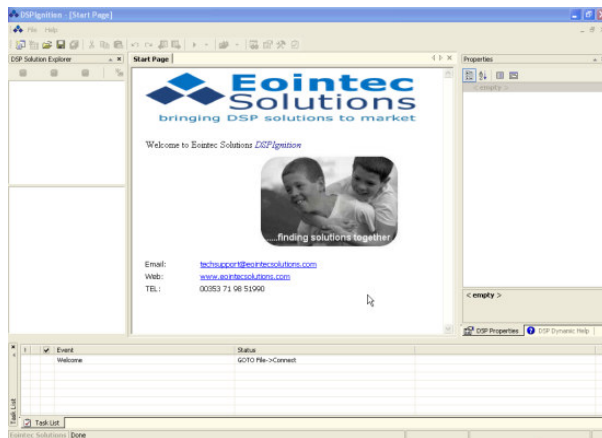 DSPIgnition - [Start Page]
File Help
DSP Solution Explorer
Start Page
Properties
< empty >
Eointec
Solutions
bringing DSP solutions to market
Welcome to Eointec Solutions DSPIgnition
.....finding solutions together
Email: techsupport@eointecsolutions.com
Web: www.eointecsolutions.com
TEL: 00353 71 98 51990
< empty >
DSP Properties DSP Dynamic Help
! Event Status
Welcome GOTO File->Connect
Task List
Task List
Eointec Solutions Done